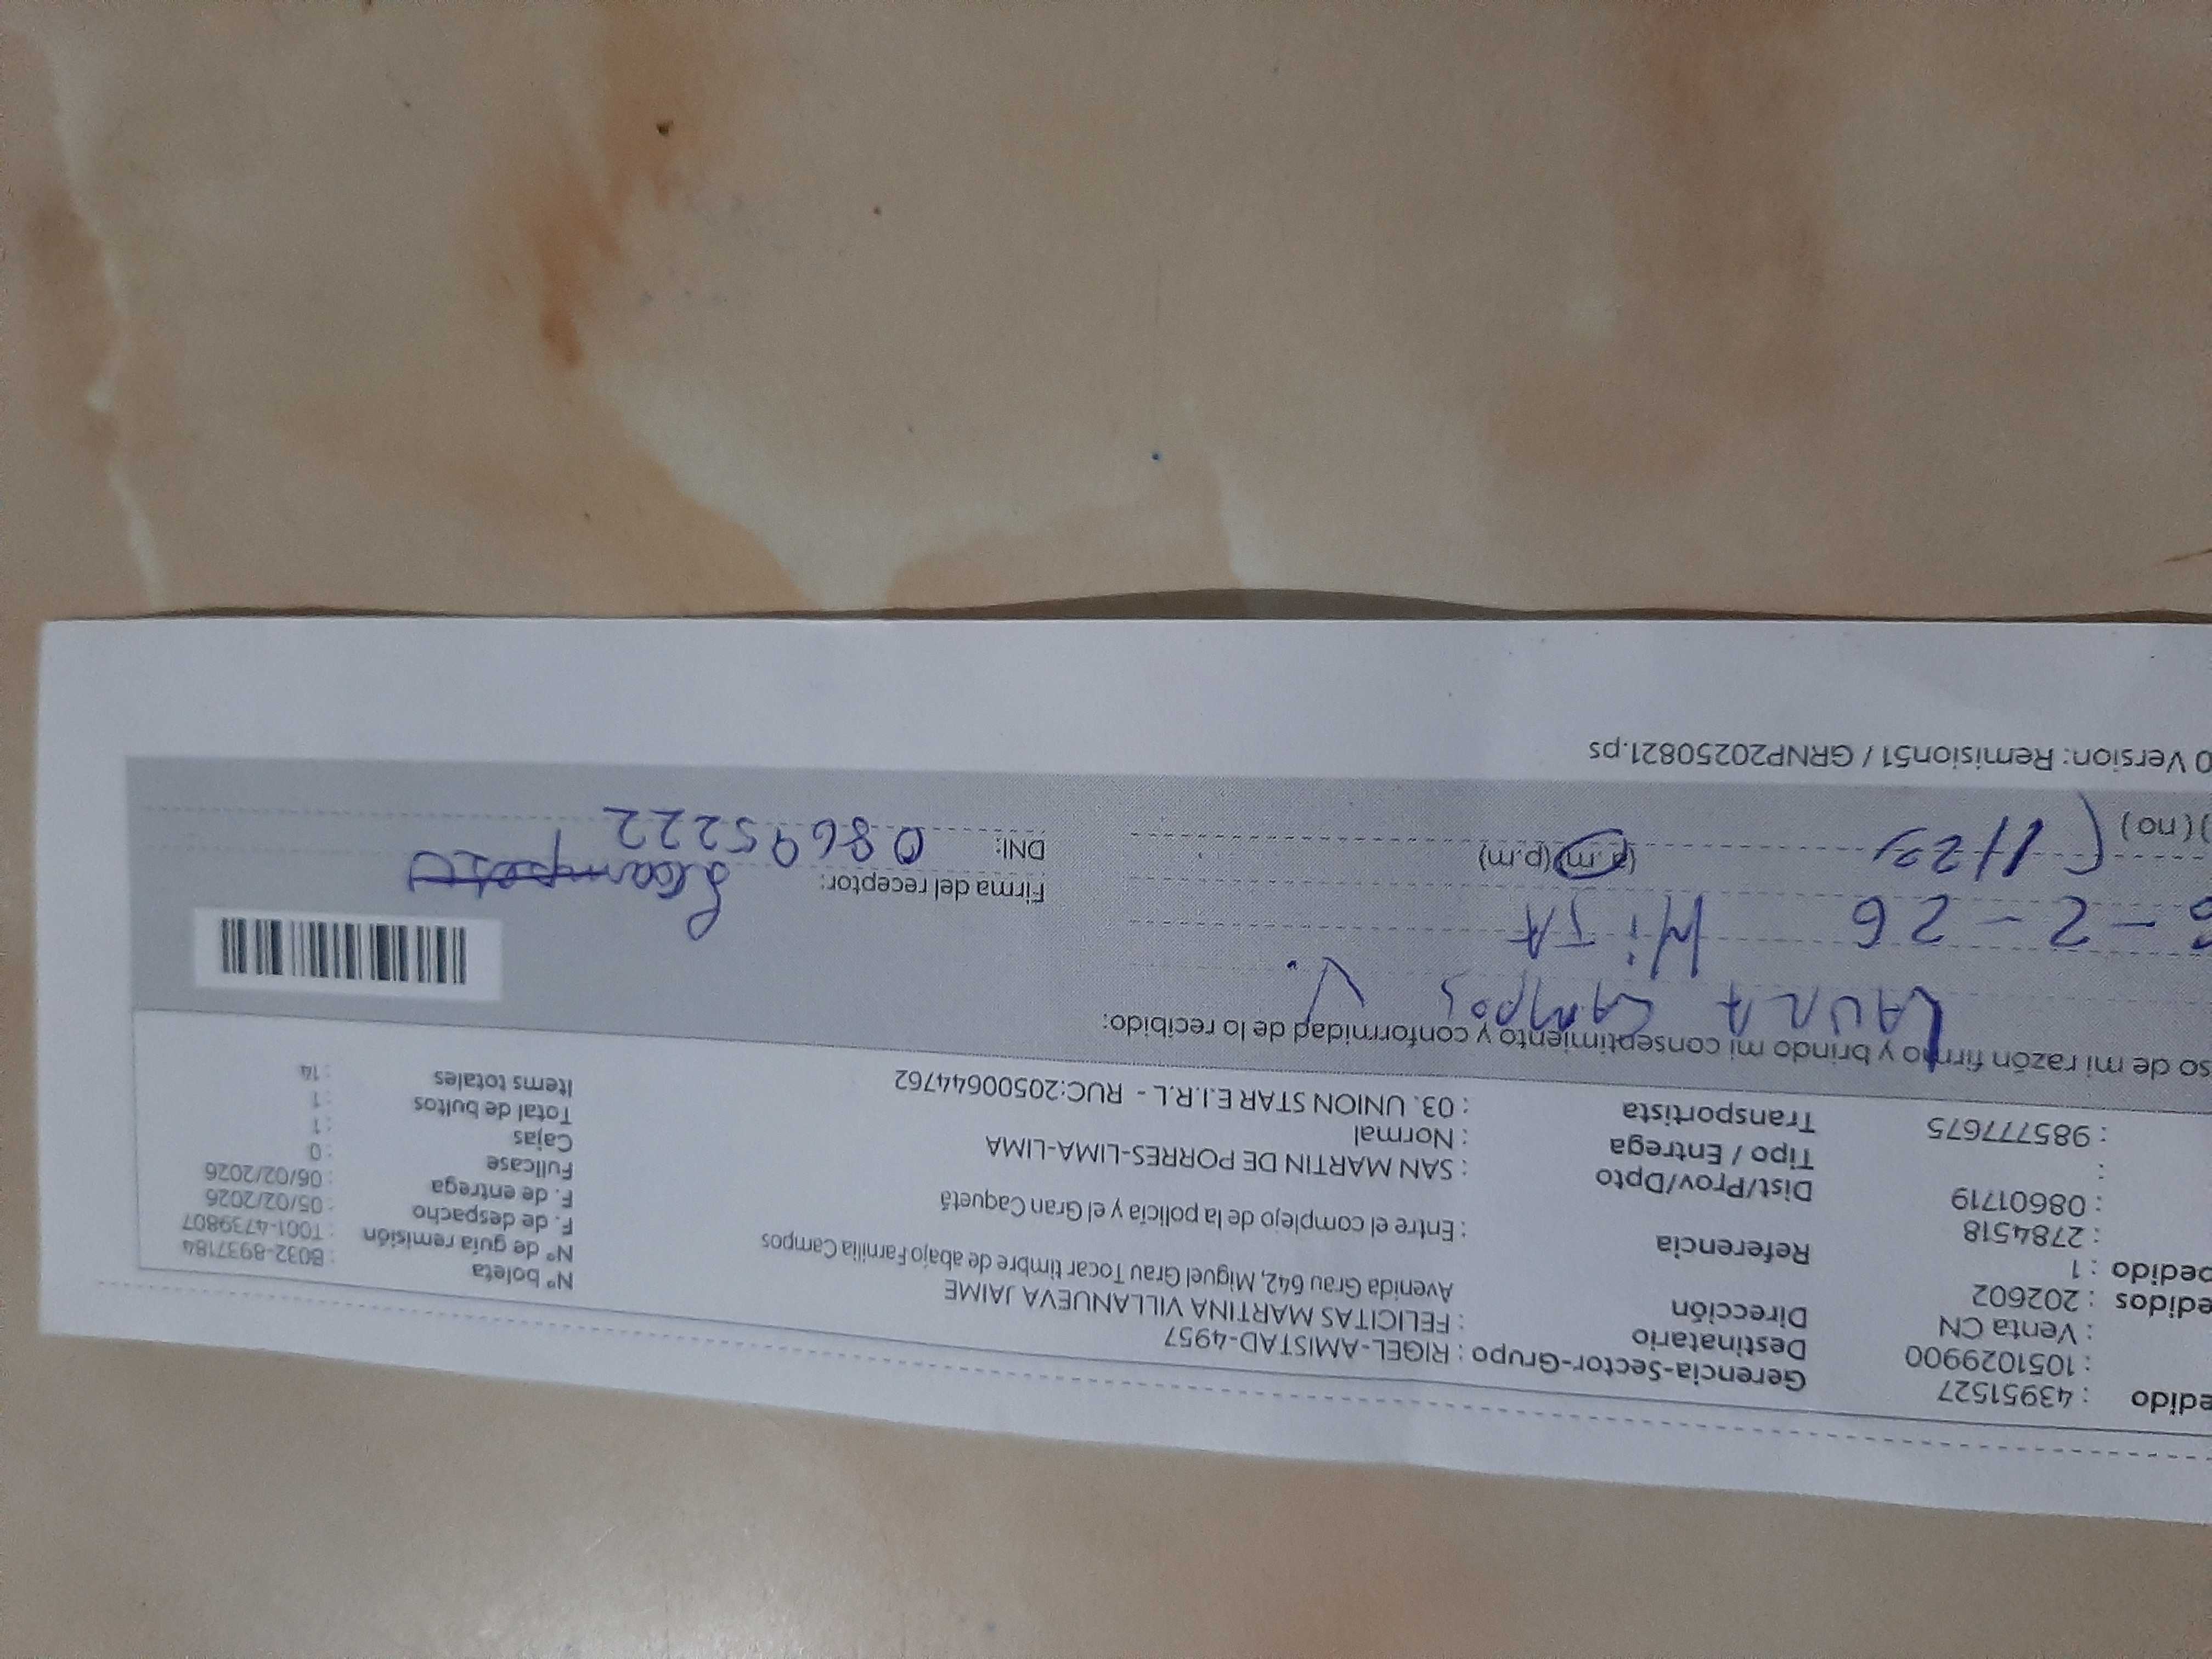 edido : 43951527 Gerencia-Sector-Grupo : RIGEL-AMISTAD-4957 Nº boleta : B032-8937184
: 1051029900 Destinatario : FELICITAS MARTINA VILLANUEVA JAIME Nº de guía remisión : T001-4739807
: Venta CN Dirección Avenida Grau 642, Miguel Grau Tocar timbre de abajo Familia Campos F. de despacho : 05/02/2026
edidos : 202602 Referencia : Entre el complejo de la policía y el Gran Caquetá F. de entrega : 06/02/2026
pedido : 1 Dist/Prov/Dpto : SAN MARTIN DE PORRES-LIMA-LIMA Fullcase : 0
: 2784518 Tipo / Entrega : Normal Cajas : 1
: 08601719 Transportista : 03. UNION STAR E.I.R.L - RUC:20500644762 Total de bultos : 1
:
: 985777675 Items totales : 14
so de mi razón firmo y brindo mi consentimiento y conformidad de lo recibido:
LAURA CAMPOS V.
-2-26 HiJA
Firma del receptor:
) (no) 1/2 (a.m)(p.m)
DNI: 08695222
0 Version: Remision51 / GRNP20250821.ps